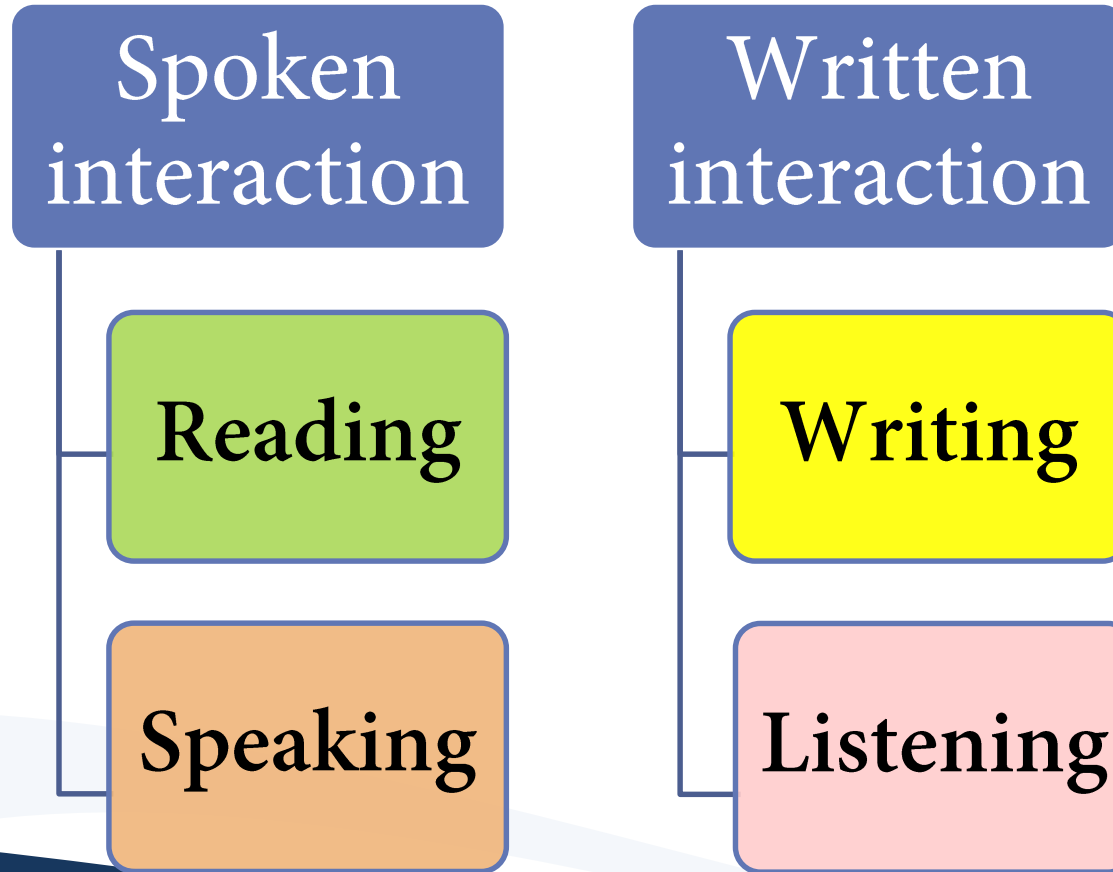 Spoken
interaction
Reading
Speaking
Written
interaction
Writing
Listening